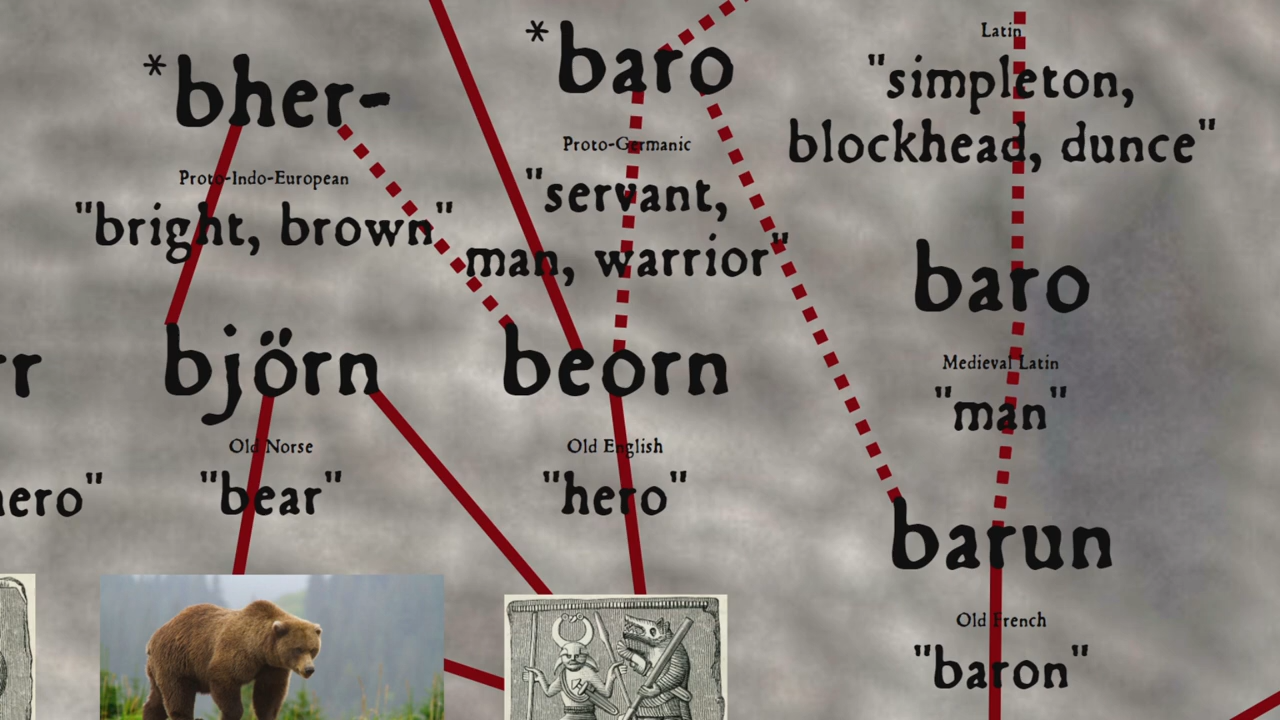 *bher-
Proto-Indo-European
"bright, brown"
*baro
Proto-Germanic
"servant,
man, warrior"
Latin
"simpleton,
blockhead, dunce"
baro
Medieval Latin
"man"
björn
Old Norse
"bear"
beorn
Old English
"hero"
barun
Old French
"baron"